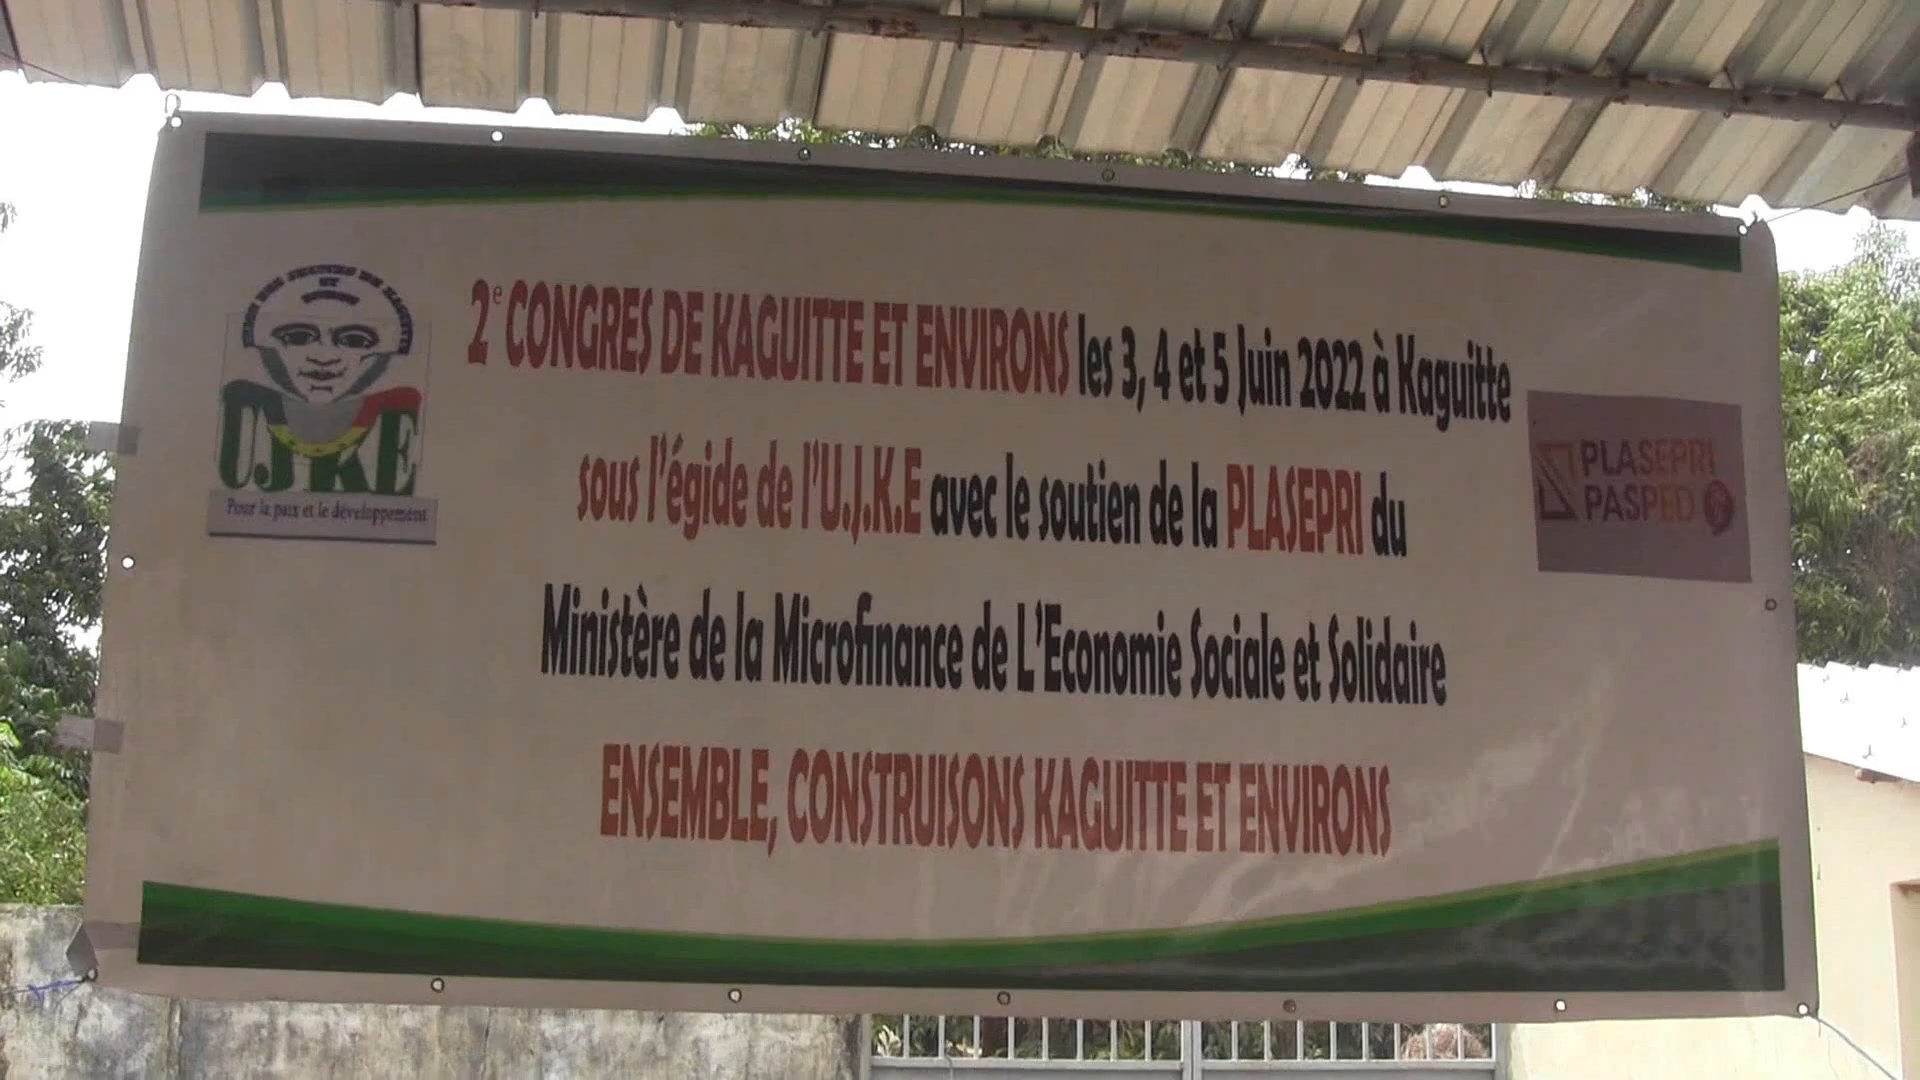 2e CONGRES DE KAGUITTE ET ENVIRONS les 3, 4 et 5 Juin 2022 à Kaguitte
sous l'égide de l'U.J.K.E avec le soutien de la PLASEPRI du
Ministère de la Microfinance de L'Economie Sociale et Solidaire
ENSEMBLE, CONSTRUISONS KAGUITTE ET ENVIRONS
UJKE
Pour la paix et le développement
PLASEPRI
PASPED